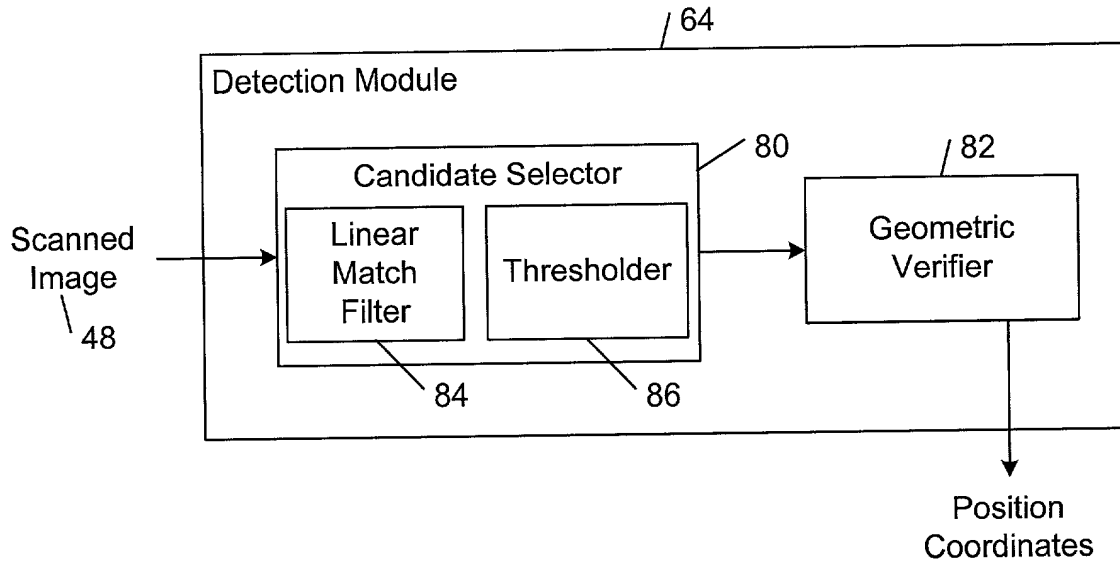 64
Detection Module
80
82
Candidate Selector
Scanned
Image
48
Linear
Match
Filter
Thresholder
Geometric
Verifier
84
86
Position
Coordinates